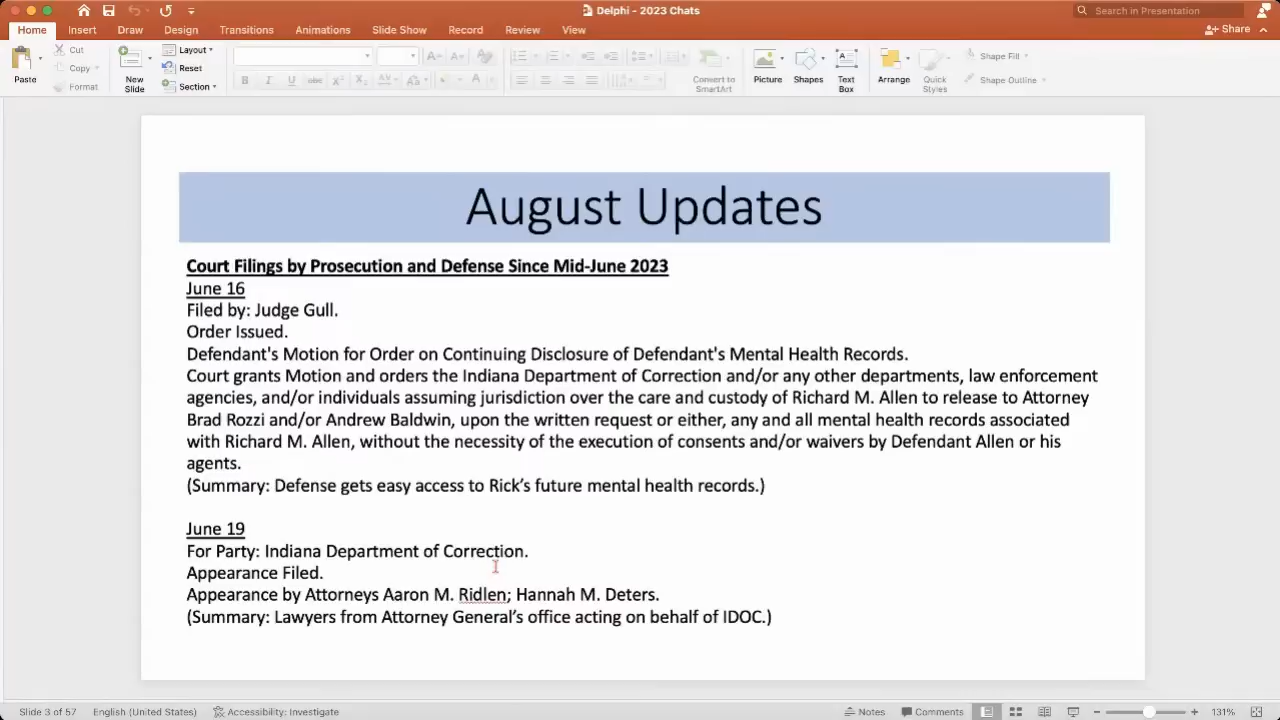 Delphi - 2023 Chats
Search in Presentation
Home Insert Draw Design Transitions Animations Slide Show Record Review View
Share
Paste
Cut
Copy
Format
New Slide
Layout
Reset
Section
Convert to SmartArt
Picture
Shapes
Text Box
Arrange
Quick Styles
Shape Fill
Shape Outline
August Updates
Court Filings by Prosecution and Defense Since Mid-June 2023
June 16
Filed by: Judge Gull.
Order Issued.
Defendant's Motion for Order on Continuing Disclosure of Defendant's Mental Health Records.
Court grants Motion and orders the Indiana Department of Correction and/or any other departments, law enforcement
agencies, and/or individuals assuming jurisdiction over the care and custody of Richard M. Allen to release to Attorney
Brad Rozzi and/or Andrew Baldwin, upon the written request or either, any and all mental health records associated
with Richard M. Allen, without the necessity of the execution of consents and/or waivers by Defendant Allen or his
agents.
(Summary: Defense gets easy access to Rick’s future mental health records.)
June 19
For Party: Indiana Department of Correction.
Appearance Filed.
Appearance by Attorneys Aaron M. Ridlen; Hannah M. Deters.
(Summary: Lawyers from Attorney General’s office acting on behalf of IDOC.)
Slide 3 of 57 English (United States) Accessibility: Investigate Notes Comments 131%